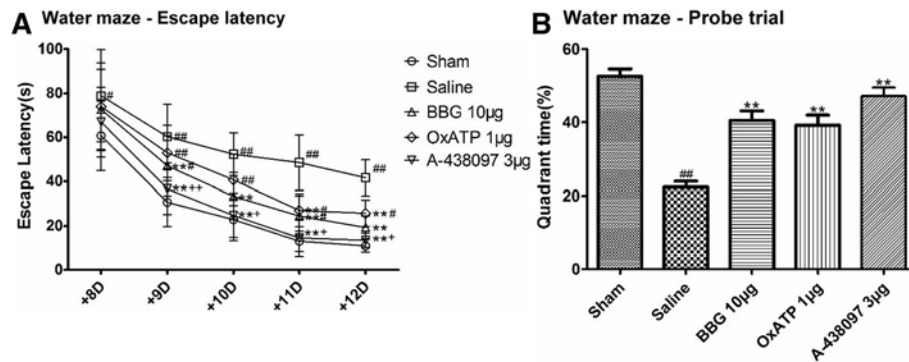 A Water maze - Escape latency
Escape Latency(s)
100
80
60
40
20
0
#
##
##
**#
**++
##
##
**
**+
##
**#
**#
**+
##
**#
**
**+
+8D
+9D
+10D
+11D
+12D
Sham
Saline
BBG 10µg
OxATP 1µg
A-438097 3µg
B Water maze - Probe trial
Quadrant time(%)
60
40
20
0
##
**
**
**
Sham
Saline
BBG 10µg
OxATP 1µg
A-438097 3µg